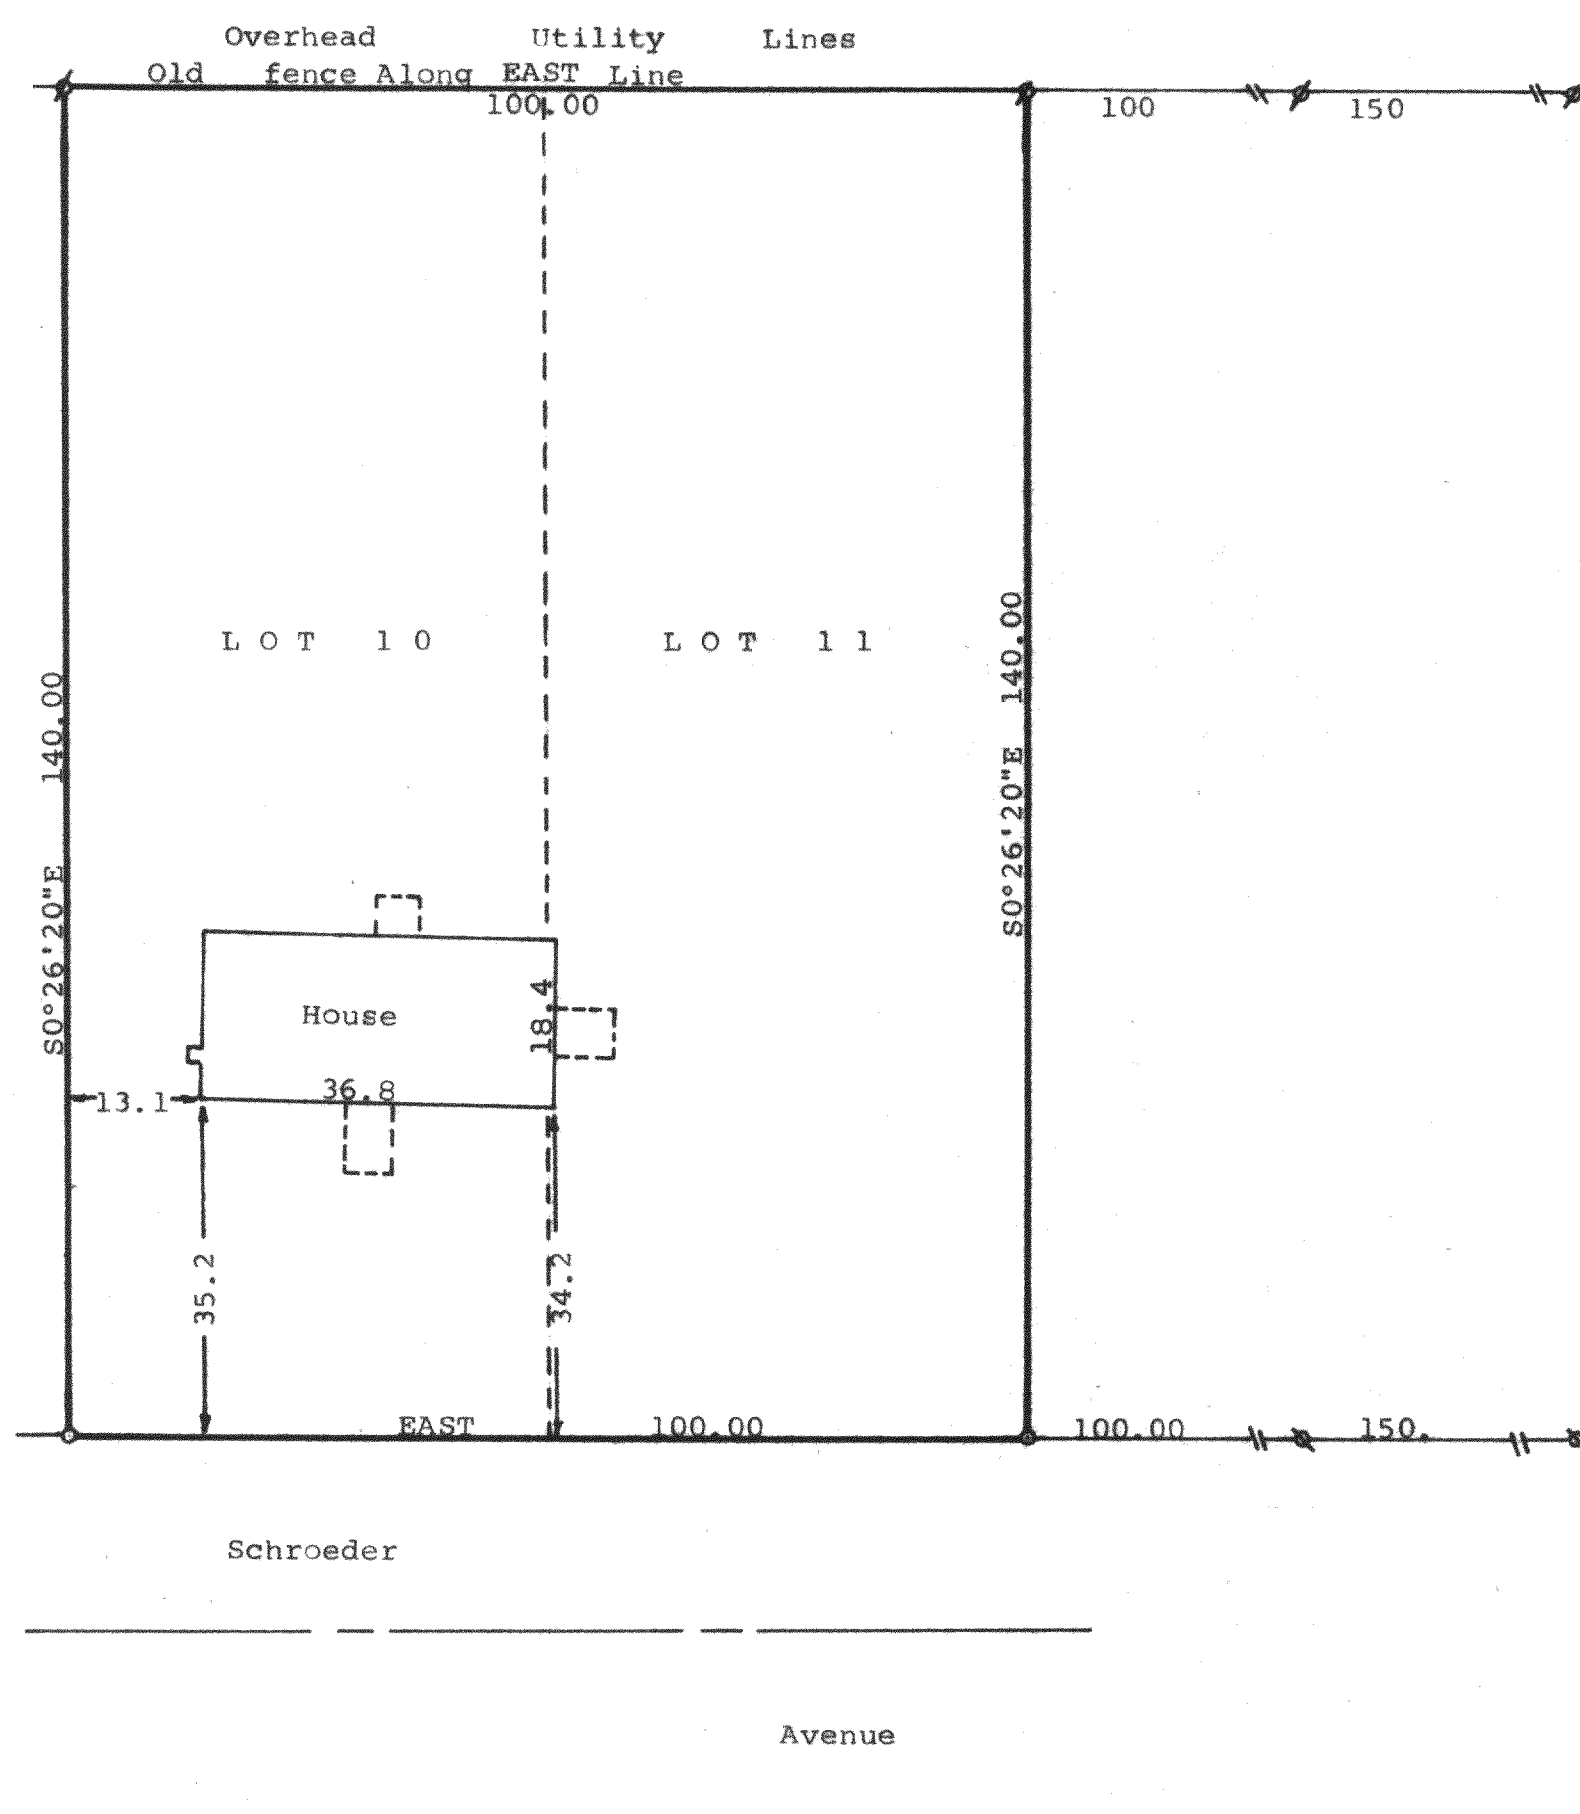 Overhead Utility Lines
Old fence Along EAST Line
100.00
100
150
LOT 10
LOT 11
S0°26'20"E 140.00
S0°26'20"E 140.00
House
18.4
36.8
13.1
35.2
34.2
EAST 100.00
100.00
150.
Schroeder
Avenue